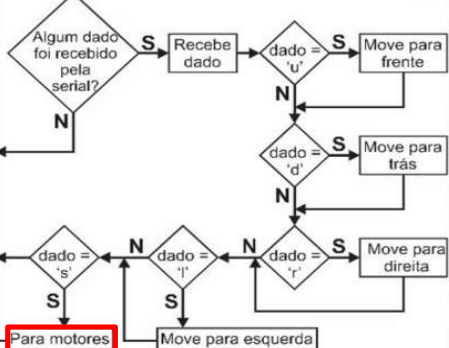 Algum dado
foi recebido
pela
serial?
S
N
Recebe
dado
dado =
'u'
S
N
Move para
frente
dado =
'd'
S
N
Move para
trás
dado =
'r'
S
N
Move para
direita
dado =
'l'
N
S
Move para esquerda
dado =
's'
S
Para motores